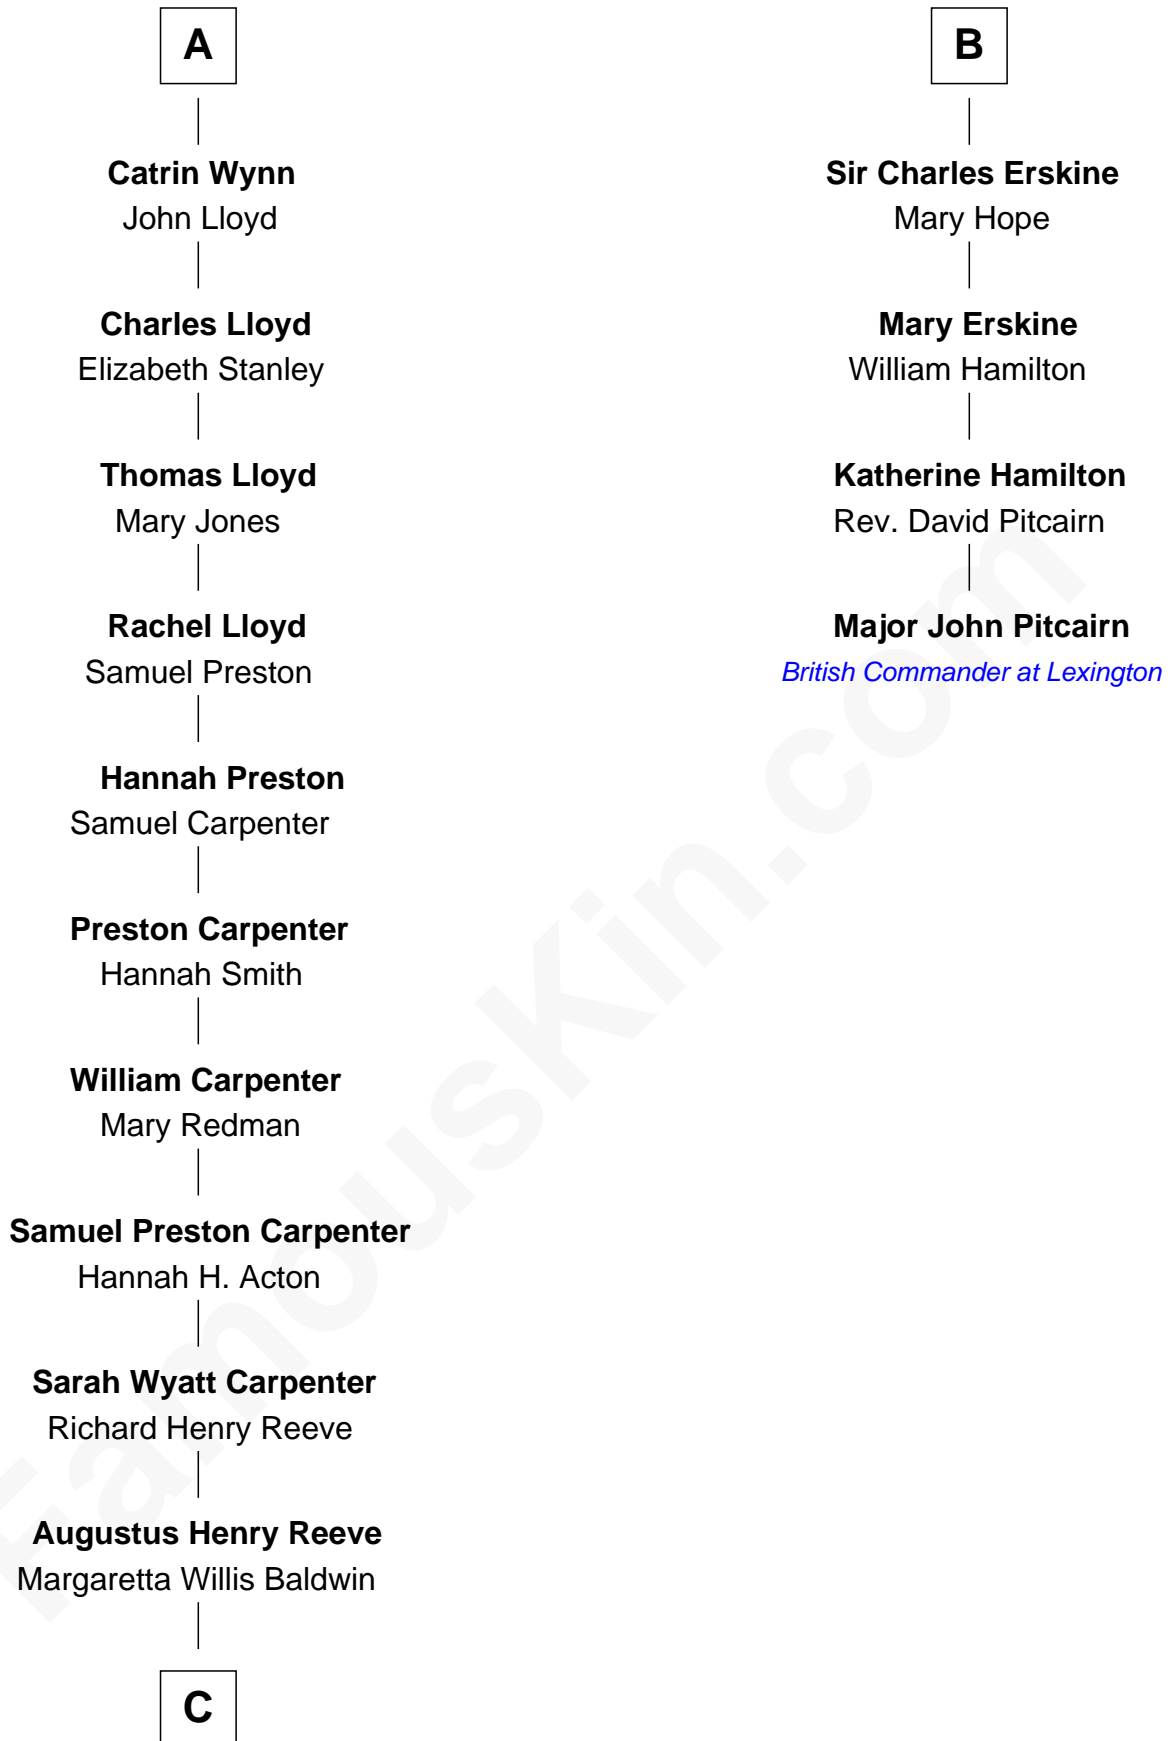 A
Catrin Wynn
John Lloyd
Charles Lloyd
Elizabeth Stanley
Thomas Lloyd
Mary Jones
Rachel Lloyd
Samuel Preston
Hannah Preston
Samuel Carpenter
Preston Carpenter
Hannah Smith
William Carpenter
Mary Redman
Samuel Preston Carpenter
Hannah H. Acton
Sarah Wyatt Carpenter
Richard Henry Reeve
Augustus Henry Reeve
Margaretta Willis Baldwin
C
B
Sir Charles Erskine
Mary Hope
Mary Erskine
William Hamilton
Katherine Hamilton
Rev. David Pitcairn
Major John Pitcairn
British Commander at Lexington
FamousKin.com